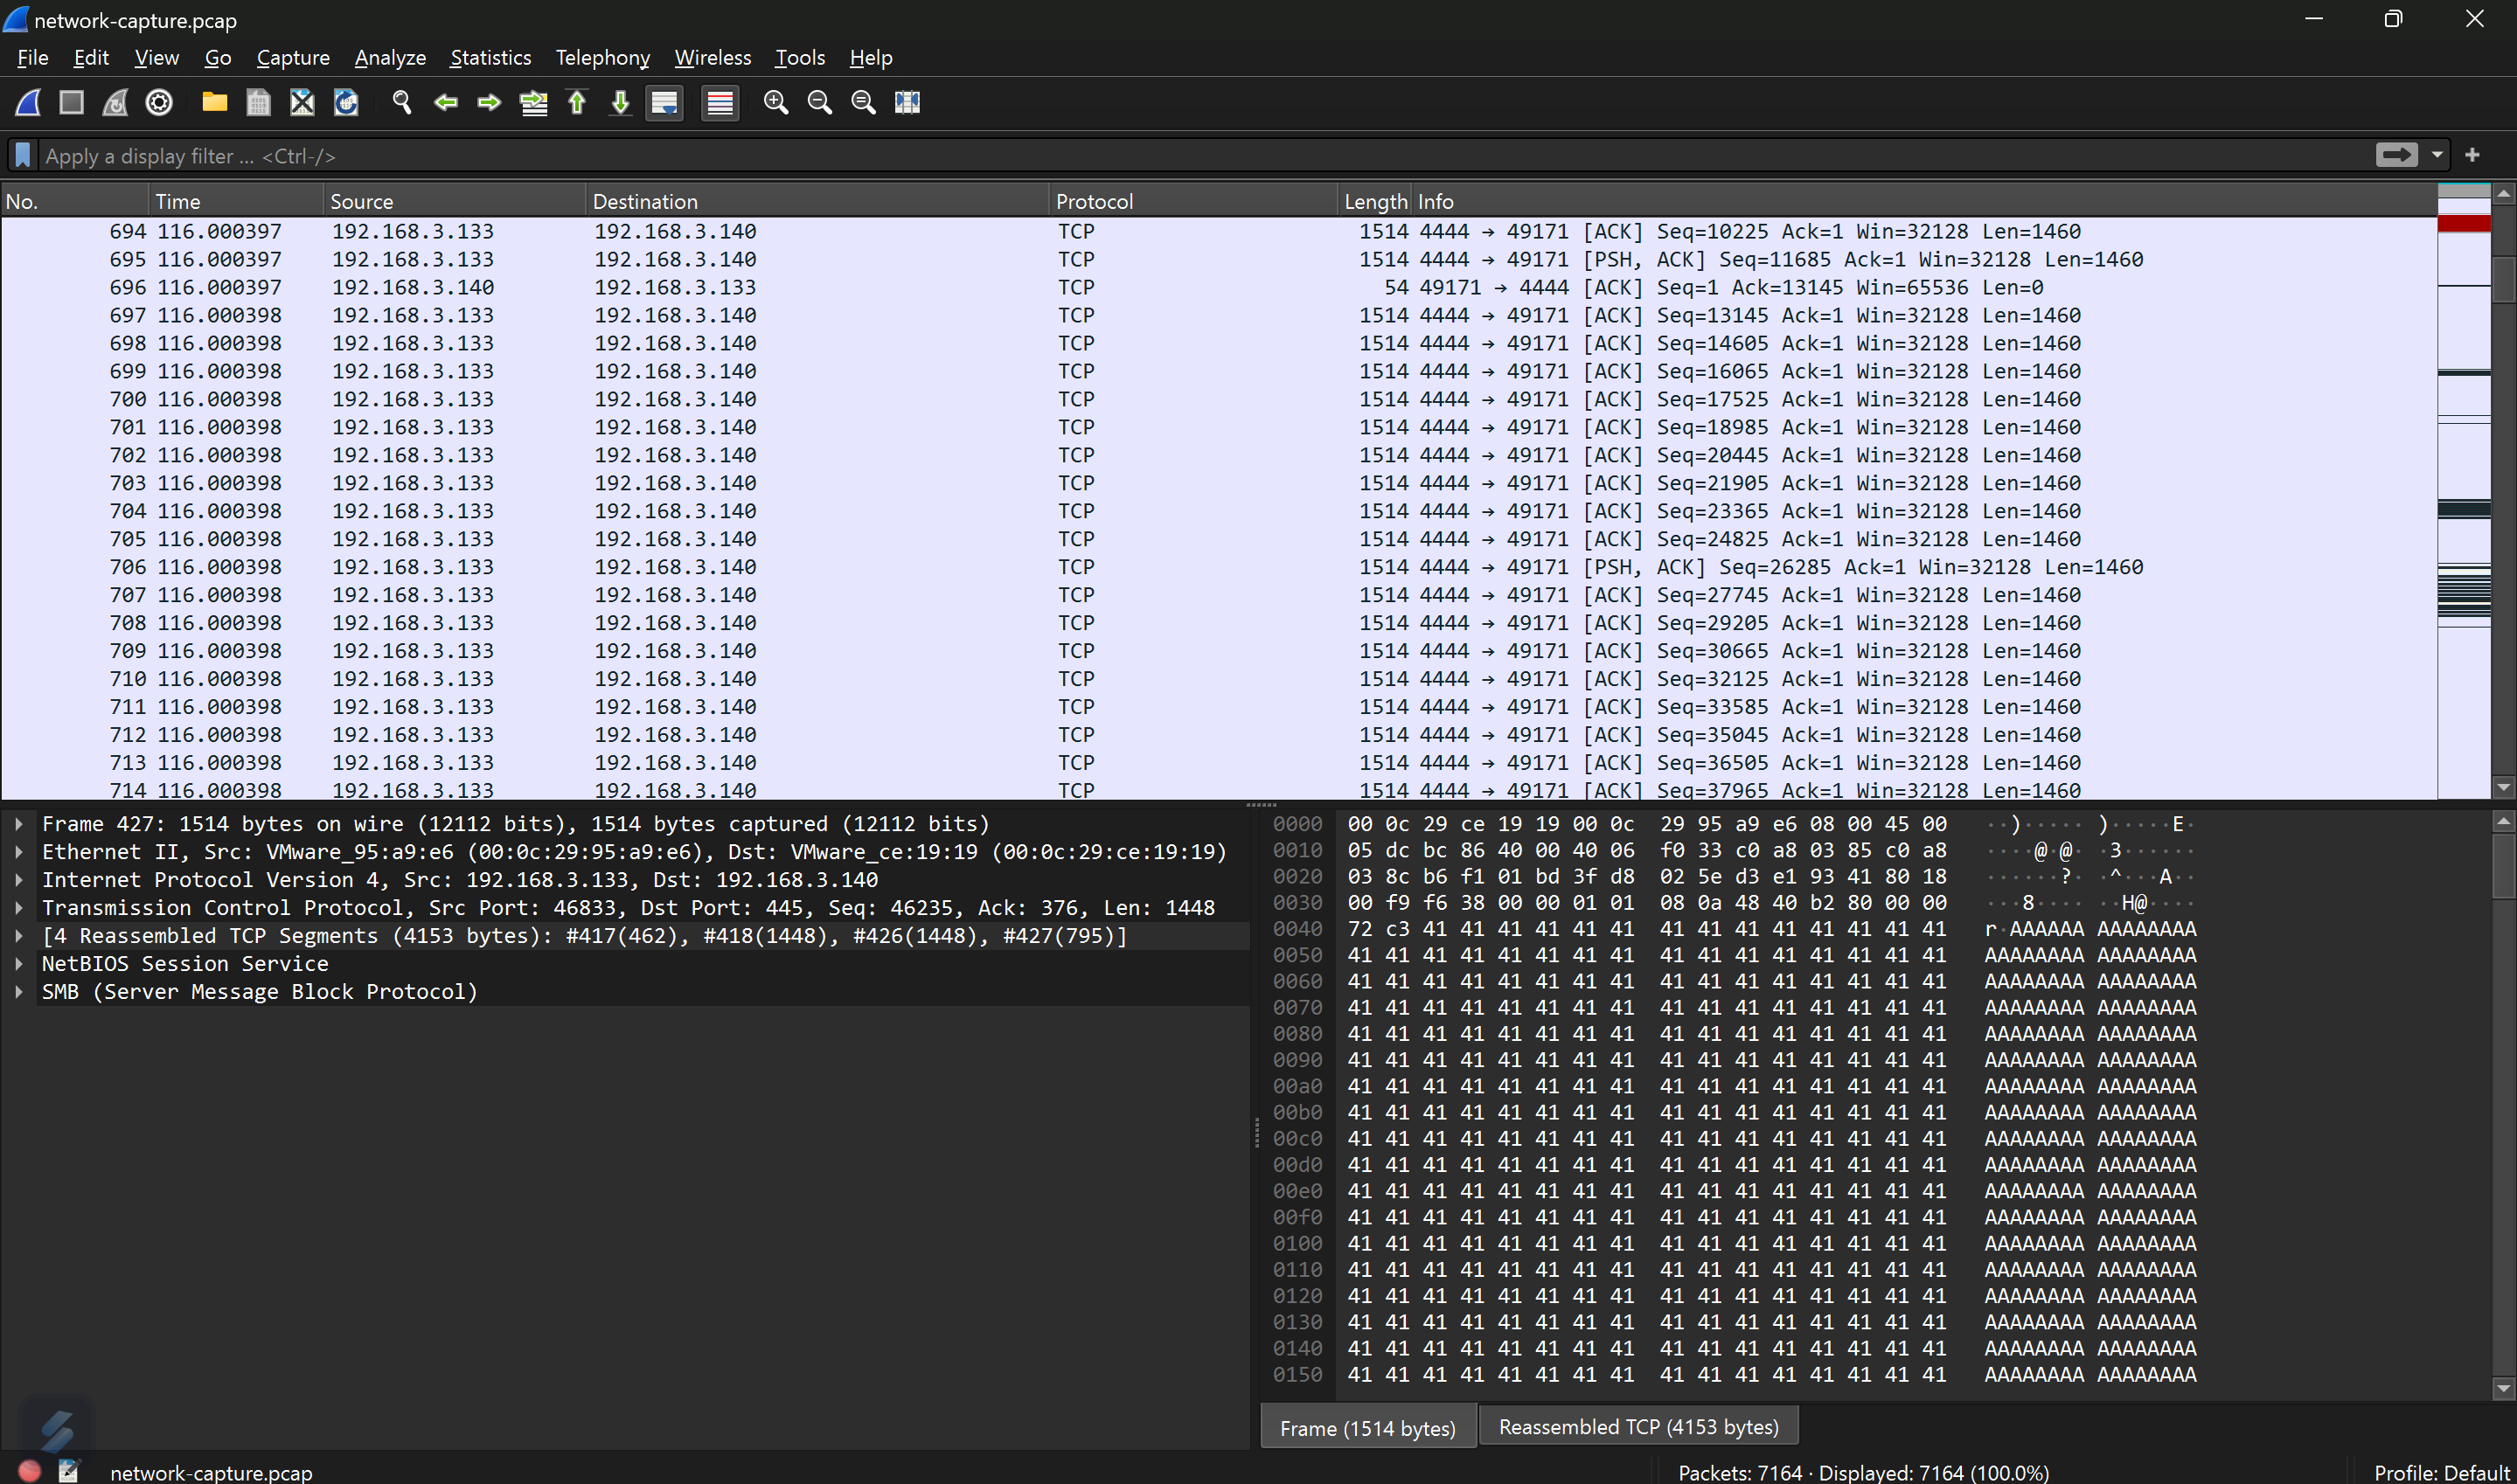 network-capture.pcap
File Edit View Go Capture Analyze Statistics Telephony Wireless Tools Help
Apply a display filter ... <Ctrl-/>
No. Time Source Destination Protocol Length Info
694 116.000397 192.168.3.133 192.168.3.140 TCP 1514 4444 → 49171 [ACK] Seq=10225 Ack=1 Win=32128 Len=1460
695 116.000397 192.168.3.133 192.168.3.140 TCP 1514 4444 → 49171 [PSH, ACK] Seq=11685 Ack=1 Win=32128 Len=1460
696 116.000397 192.168.3.140 192.168.3.133 TCP 54 49171 → 4444 [ACK] Seq=1 Ack=13145 Win=65536 Len=0
697 116.000398 192.168.3.133 192.168.3.140 TCP 1514 4444 → 49171 [ACK] Seq=13145 Ack=1 Win=32128 Len=1460
698 116.000398 192.168.3.133 192.168.3.140 TCP 1514 4444 → 49171 [ACK] Seq=14605 Ack=1 Win=32128 Len=1460
699 116.000398 192.168.3.133 192.168.3.140 TCP 1514 4444 → 49171 [ACK] Seq=16065 Ack=1 Win=32128 Len=1460
700 116.000398 192.168.3.133 192.168.3.140 TCP 1514 4444 → 49171 [ACK] Seq=17525 Ack=1 Win=32128 Len=1460
701 116.000398 192.168.3.133 192.168.3.140 TCP 1514 4444 → 49171 [ACK] Seq=18985 Ack=1 Win=32128 Len=1460
702 116.000398 192.168.3.133 192.168.3.140 TCP 1514 4444 → 49171 [ACK] Seq=20445 Ack=1 Win=32128 Len=1460
703 116.000398 192.168.3.133 192.168.3.140 TCP 1514 4444 → 49171 [ACK] Seq=21905 Ack=1 Win=32128 Len=1460
704 116.000398 192.168.3.133 192.168.3.140 TCP 1514 4444 → 49171 [ACK] Seq=23365 Ack=1 Win=32128 Len=1460
705 116.000398 192.168.3.133 192.168.3.140 TCP 1514 4444 → 49171 [ACK] Seq=24825 Ack=1 Win=32128 Len=1460
706 116.000398 192.168.3.133 192.168.3.140 TCP 1514 4444 → 49171 [PSH, ACK] Seq=26285 Ack=1 Win=32128 Len=1460
707 116.000398 192.168.3.133 192.168.3.140 TCP 1514 4444 → 49171 [ACK] Seq=27745 Ack=1 Win=32128 Len=1460
708 116.000398 192.168.3.133 192.168.3.140 TCP 1514 4444 → 49171 [ACK] Seq=29205 Ack=1 Win=32128 Len=1460
709 116.000398 192.168.3.133 192.168.3.140 TCP 1514 4444 → 49171 [ACK] Seq=30665 Ack=1 Win=32128 Len=1460
710 116.000398 192.168.3.133 192.168.3.140 TCP 1514 4444 → 49171 [ACK] Seq=32125 Ack=1 Win=32128 Len=1460
711 116.000398 192.168.3.133 192.168.3.140 TCP 1514 4444 → 49171 [ACK] Seq=33585 Ack=1 Win=32128 Len=1460
712 116.000398 192.168.3.133 192.168.3.140 TCP 1514 4444 → 49171 [ACK] Seq=35045 Ack=1 Win=32128 Len=1460
713 116.000398 192.168.3.133 192.168.3.140 TCP 1514 4444 → 49171 [ACK] Seq=36505 Ack=1 Win=32128 Len=1460
714 116.000398 192.168.3.133 192.168.3.140 TCP 1514 4444 → 49171 [ACK] Seq=37965 Ack=1 Win=32128 Len=1460
Frame 427: 1514 bytes on wire (12112 bits), 1514 bytes captured (12112 bits)
Ethernet II, Src: VMware_95:a9:e6 (00:0c:29:95:a9:e6), Dst: VMware_ce:19:19 (00:0c:29:ce:19:19)
Internet Protocol Version 4, Src: 192.168.3.133, Dst: 192.168.3.140
Transmission Control Protocol, Src Port: 46833, Dst Port: 445, Seq: 46235, Ack: 376, Len: 1448
[4 Reassembled TCP Segments (4153 bytes): #417(462), #418(1448), #426(1448), #427(795)]
NetBIOS Session Service
SMB (Server Message Block Protocol)
0000 00 0c 29 ce 19 19 00 0c 29 95 a9 e6 08 00 45 00 ··)····· )·····E·
0010 05 dc bc 86 40 00 40 06 f0 33 c0 a8 03 85 c0 a8 ····@·@· ·3······
0020 03 8c b6 f1 01 bd 3f d8 02 5e d3 e1 93 41 80 18 ······?· ·^···A··
0030 00 f9 f6 38 00 00 01 01 08 0a 48 40 b2 80 00 00 ···8···· ··H@····
0040 72 c3 41 41 41 41 41 41 41 41 41 41 41 41 41 41 r·AAAAAA AAAAAAAA
0050 41 41 41 41 41 41 41 41 41 41 41 41 41 41 41 41 AAAAAAAA AAAAAAAA
0060 41 41 41 41 41 41 41 41 41 41 41 41 41 41 41 41 AAAAAAAA AAAAAAAA
0070 41 41 41 41 41 41 41 41 41 41 41 41 41 41 41 41 AAAAAAAA AAAAAAAA
0080 41 41 41 41 41 41 41 41 41 41 41 41 41 41 41 41 AAAAAAAA AAAAAAAA
0090 41 41 41 41 41 41 41 41 41 41 41 41 41 41 41 41 AAAAAAAA AAAAAAAA
00a0 41 41 41 41 41 41 41 41 41 41 41 41 41 41 41 41 AAAAAAAA AAAAAAAA
00b0 41 41 41 41 41 41 41 41 41 41 41 41 41 41 41 41 AAAAAAAA AAAAAAAA
00c0 41 41 41 41 41 41 41 41 41 41 41 41 41 41 41 41 AAAAAAAA AAAAAAAA
00d0 41 41 41 41 41 41 41 41 41 41 41 41 41 41 41 41 AAAAAAAA AAAAAAAA
00e0 41 41 41 41 41 41 41 41 41 41 41 41 41 41 41 41 AAAAAAAA AAAAAAAA
00f0 41 41 41 41 41 41 41 41 41 41 41 41 41 41 41 41 AAAAAAAA AAAAAAAA
0100 41 41 41 41 41 41 41 41 41 41 41 41 41 41 41 41 AAAAAAAA AAAAAAAA
0110 41 41 41 41 41 41 41 41 41 41 41 41 41 41 41 41 AAAAAAAA AAAAAAAA
0120 41 41 41 41 41 41 41 41 41 41 41 41 41 41 41 41 AAAAAAAA AAAAAAAA
0130 41 41 41 41 41 41 41 41 41 41 41 41 41 41 41 41 AAAAAAAA AAAAAAAA
0140 41 41 41 41 41 41 41 41 41 41 41 41 41 41 41 41 AAAAAAAA AAAAAAAA
0150 41 41 41 41 41 41 41 41 41 41 41 41 41 41 41 41 AAAAAAAA AAAAAAAA
Frame (1514 bytes) Reassembled TCP (4153 bytes)
network-capture.pcap Packets: 7164 · Displayed: 7164 (100.0%) Profile: Default